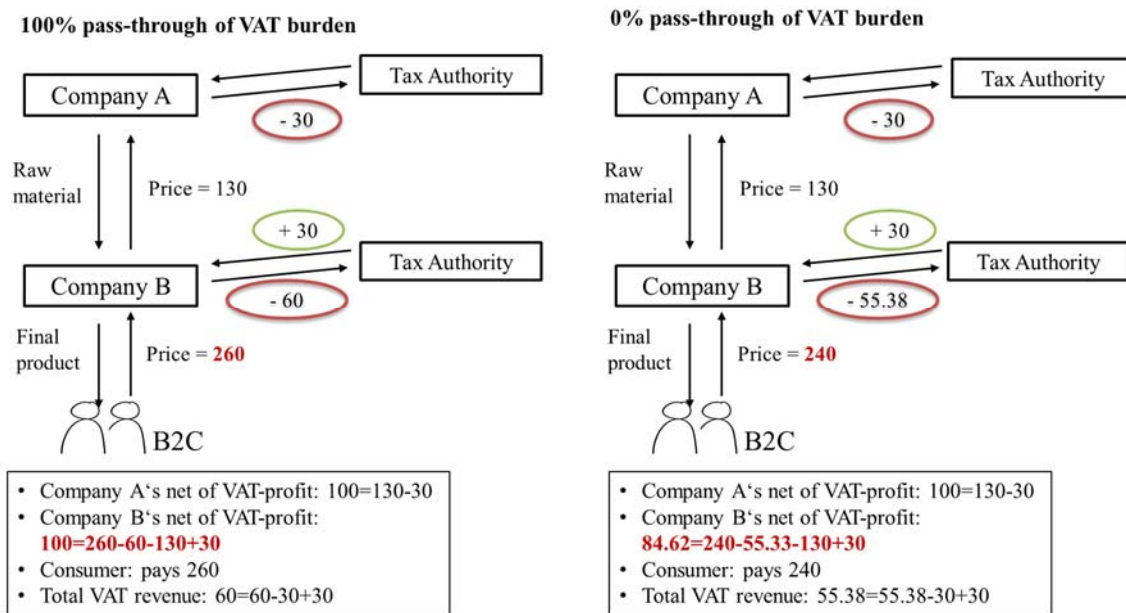 100% pass-through of VAT burden
Company A
Tax Authority
- 30
Raw
material
Price = 130
+ 30
Company B
Tax Authority
- 60
Final
product
Price = 260
B2C
• Company A‘s net of VAT-profit: 100=130-30
• Company B‘s net of VAT-profit:
100=260-60-130+30
• Consumer: pays 260
• Total VAT revenue: 60=60-30+30
0% pass-through of VAT burden
Company A
Tax Authority
- 30
Raw
material
Price = 130
+ 30
Company B
Tax Authority
- 55.38
Final
product
Price = 240
B2C
• Company A‘s net of VAT-profit: 100=130-30
• Company B‘s net of VAT-profit:
84.62=240-55.33-130+30
• Consumer: pays 240
• Total VAT revenue: 55.38=55.38-30+30